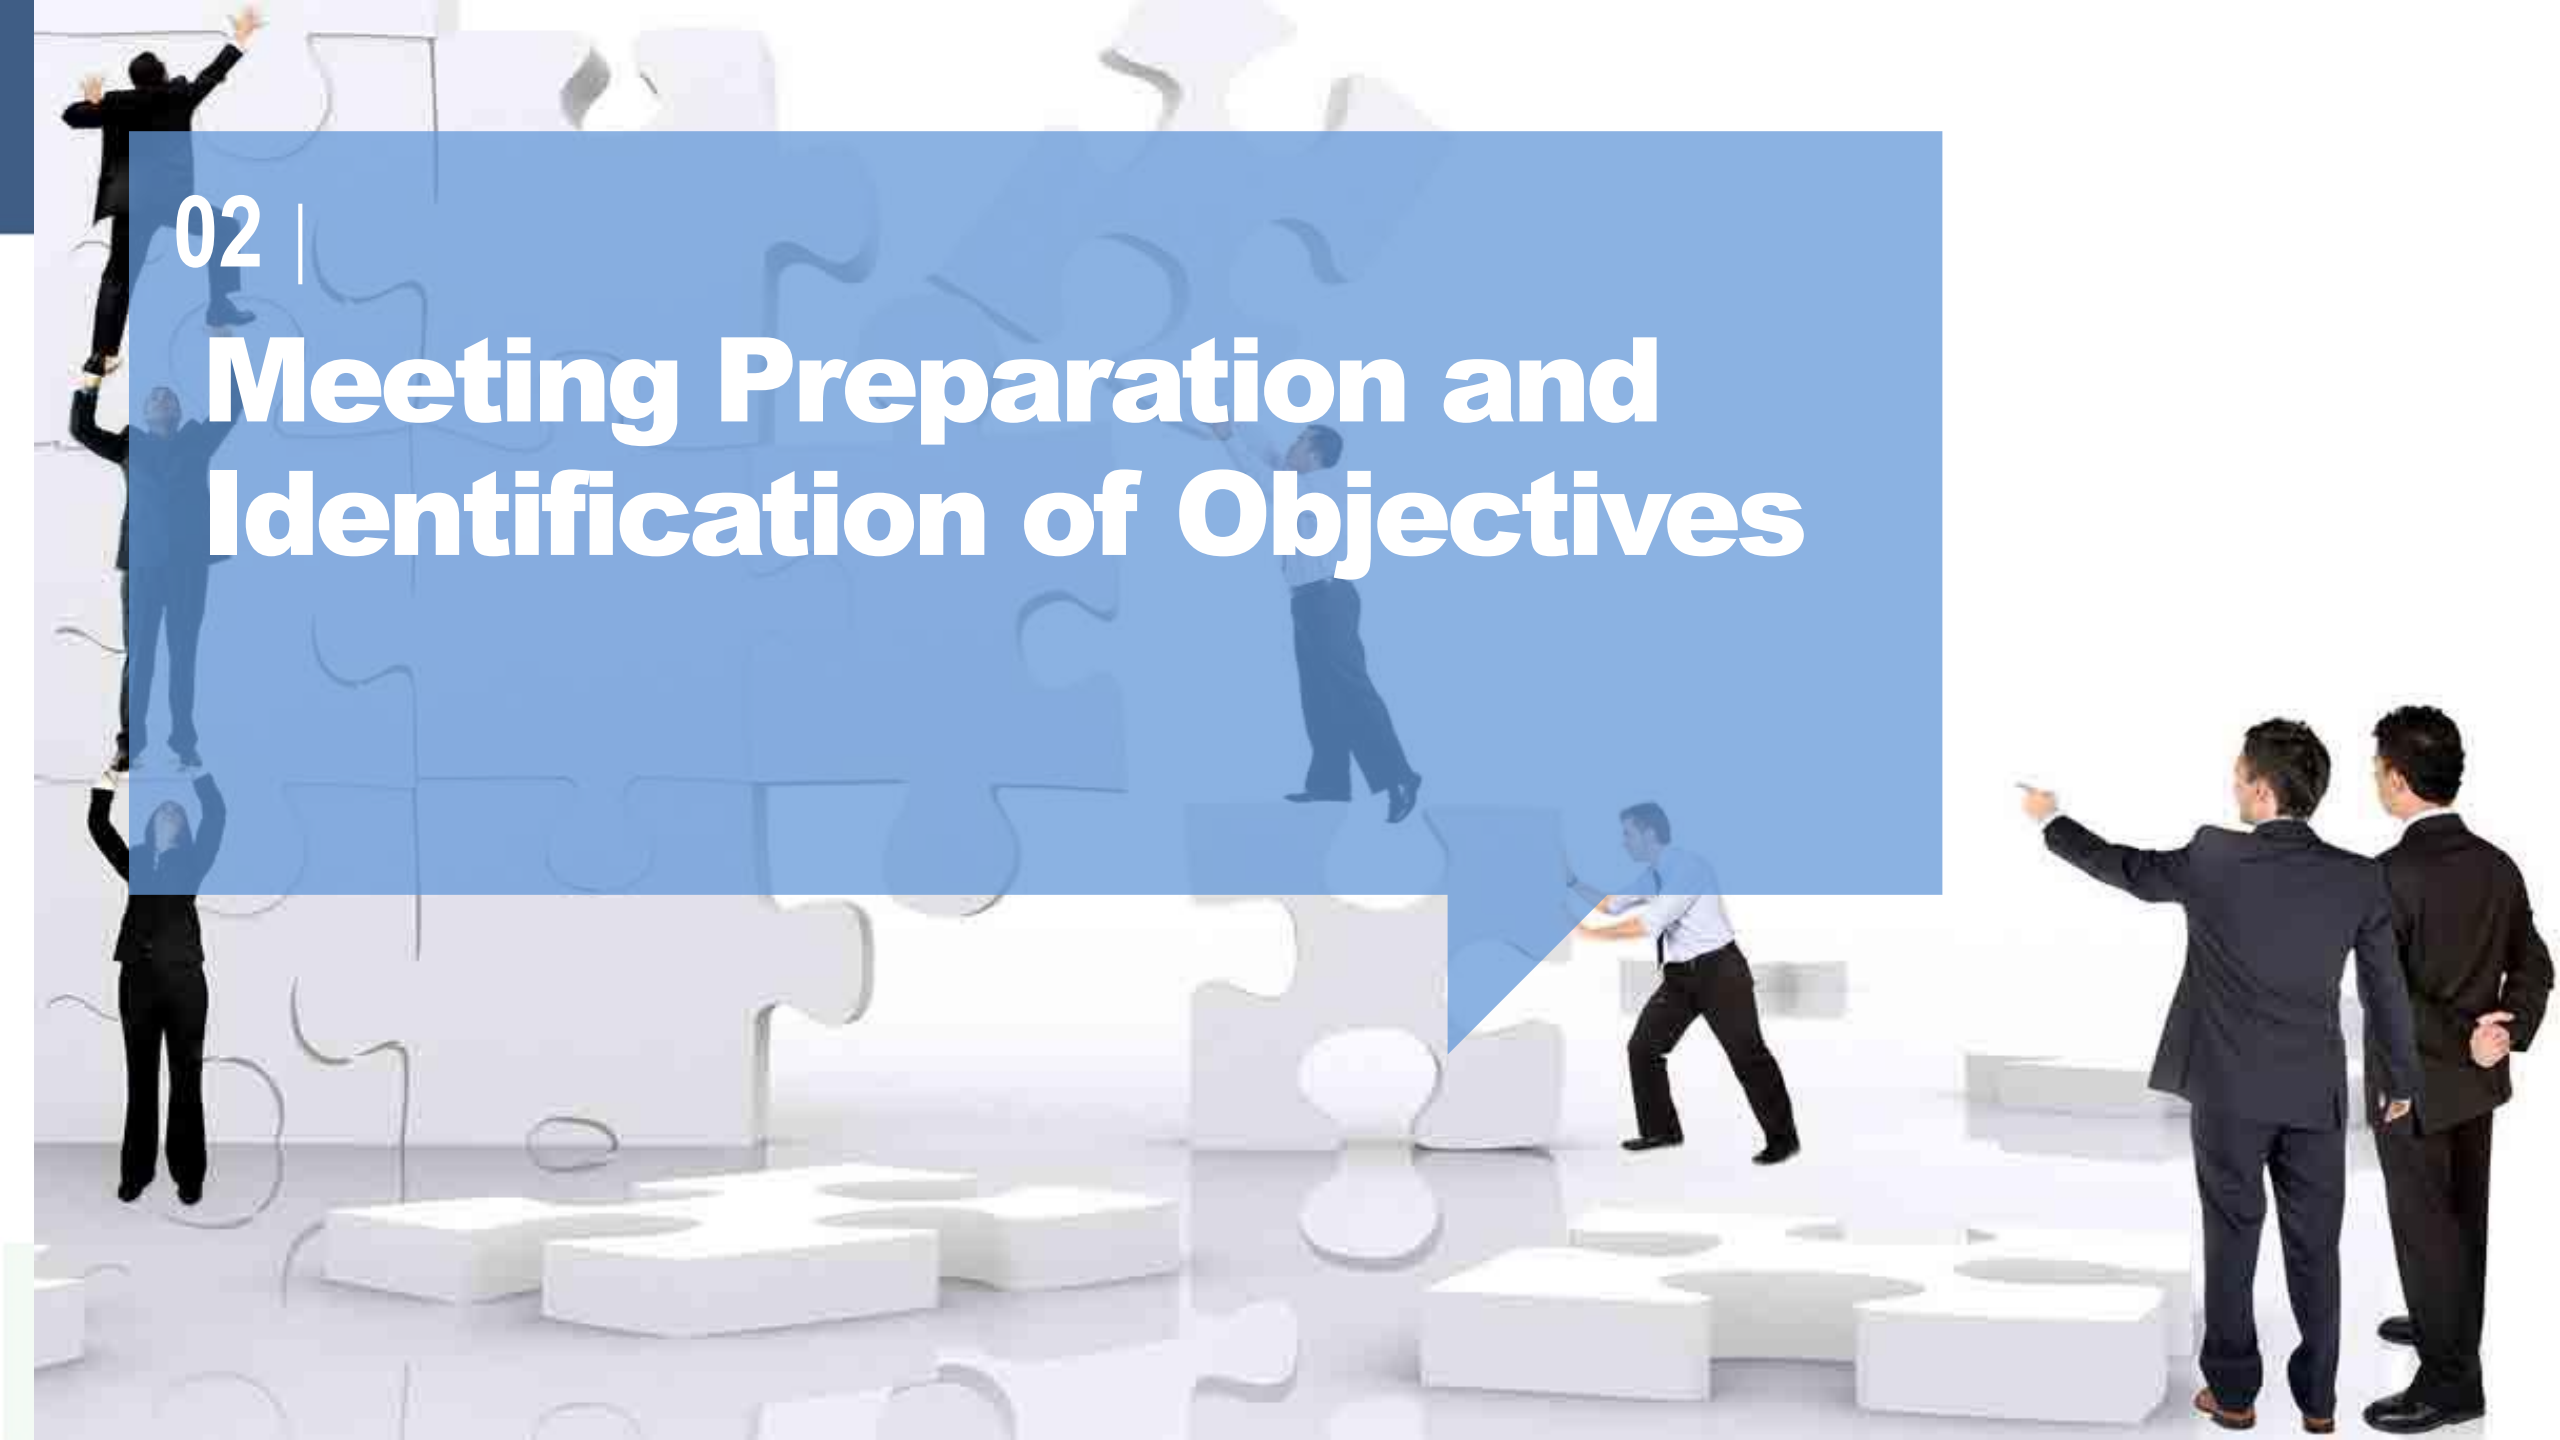 02 |
Meeting Preparation and
Identification of Objectives